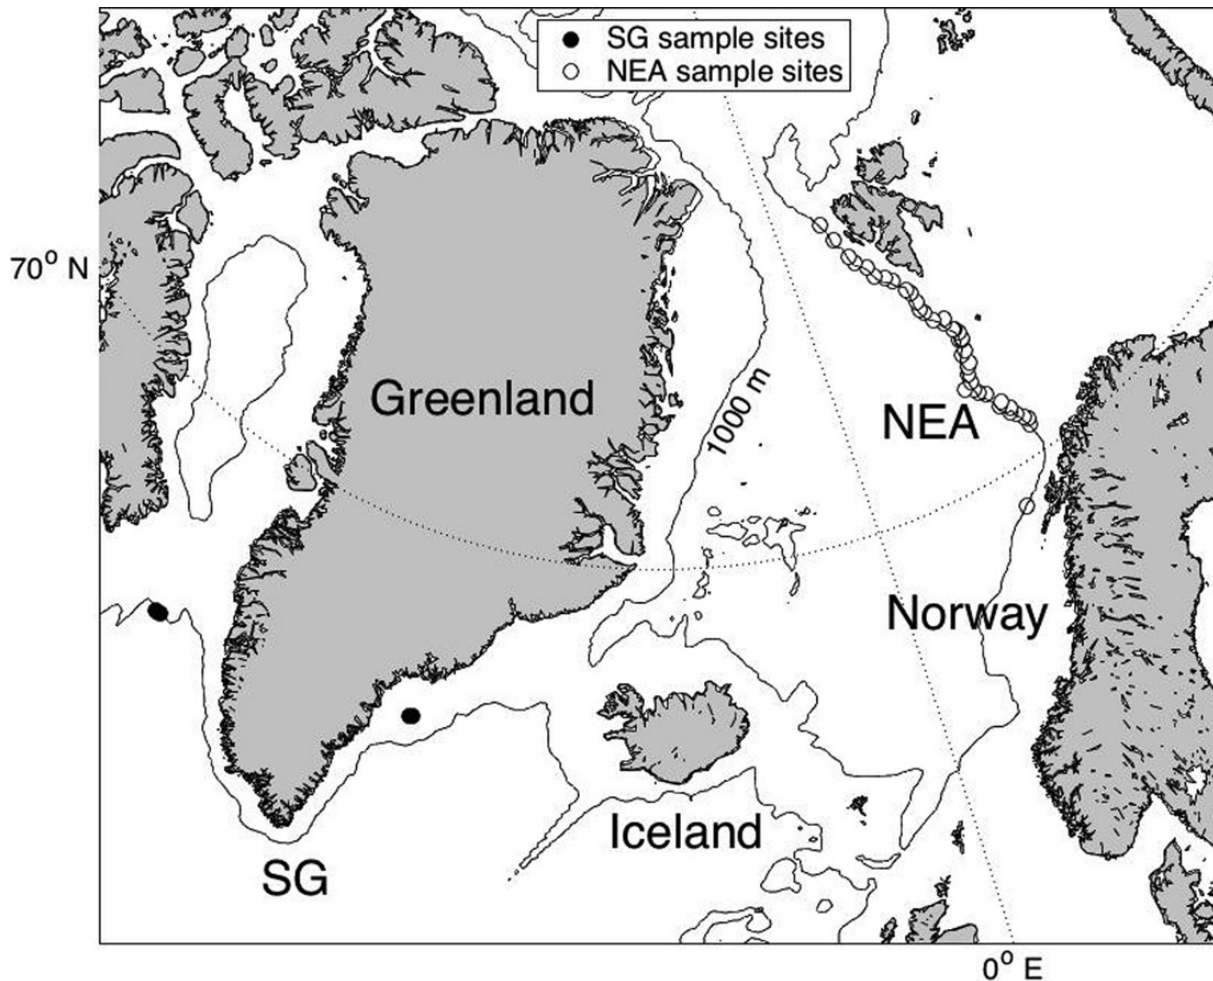 SG sample sites
NEA sample sites
70° N
Greenland
1000 m
NEA
Norway
Iceland
SG
0° E